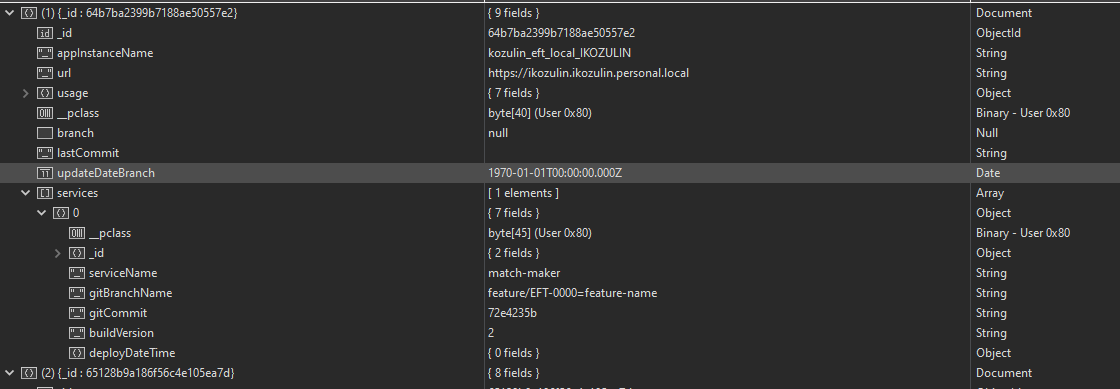 (1) {_id : 64b7ba2399b7188ae50557e2} { 9 fields } Document
_id 64b7ba2399b7188ae50557e2 ObjectId
appInstanceName kozulin_eft_local_IKOZULIN String
url https://ikozulin.ikozulin.personal.local String
usage { 7 fields } Object
__pclass byte[40] (User 0x80) Binary - User 0x80
branch null Null
lastCommit String
updateDateBranch 1970-01-01T00:00:00.000Z Date
services [ 1 elements ] Array
0 { 7 fields } Object
__pclass byte[45] (User 0x80) Binary - User 0x80
_id { 2 fields } Object
serviceName match-maker String
gitBranchName feature/EFT-0000=feature-name String
gitCommit 72e4235b String
buildVersion 2 String
deployDateTime { 0 fields } Object
(2) {_id : 65128b9a186f56c4e105ea7d} { 8 fields } Document